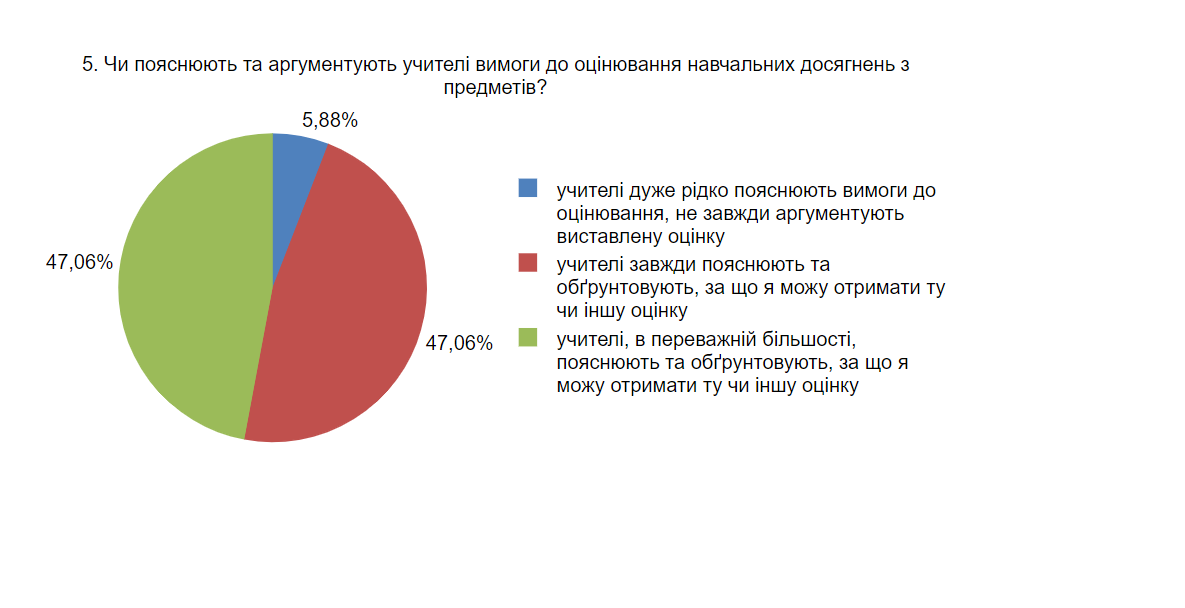 5. Чи пояснюють та аргументують учителі вимоги до оцінювання навчальних досягнень з
предметів?
5,88%
47,06%
47,06%
учителі дуже рідко пояснюють вимоги до
оцінювання, не завжди аргументують
виставлену оцінку
учителі завжди пояснюють та
обґрунтовують, за що я можу отримати ту
чи іншу оцінку
учителі, в переважній більшості,
пояснюють та обґрунтовують, за що я
можу отримати ту чи іншу оцінку